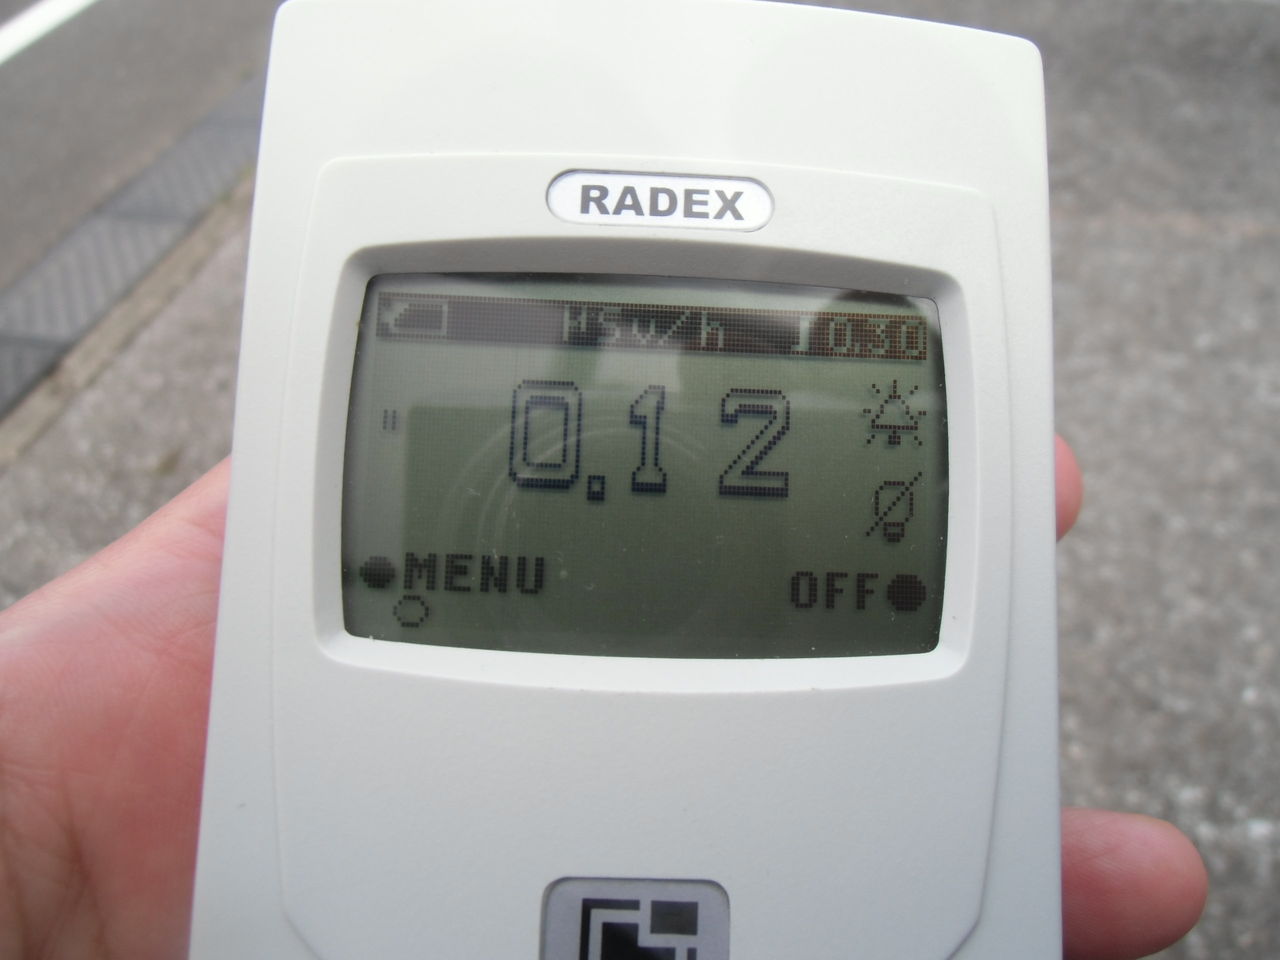 RADEX
µSv/h 0.30
0.12
MENU OFF